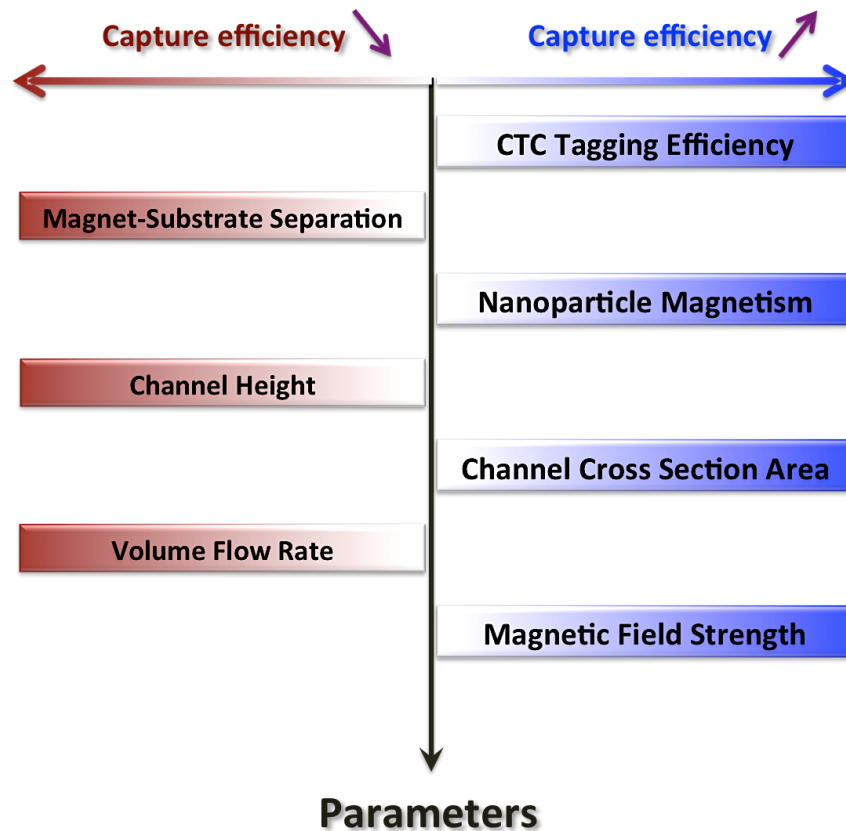 Capture efficiency
Capture efficiency
CTC Tagging Efficiency
Magnet-Substrate Separation
Nanoparticle Magnetism
Channel Height
Channel Cross Section Area
Volume Flow Rate
Magnetic Field Strength
Parameters